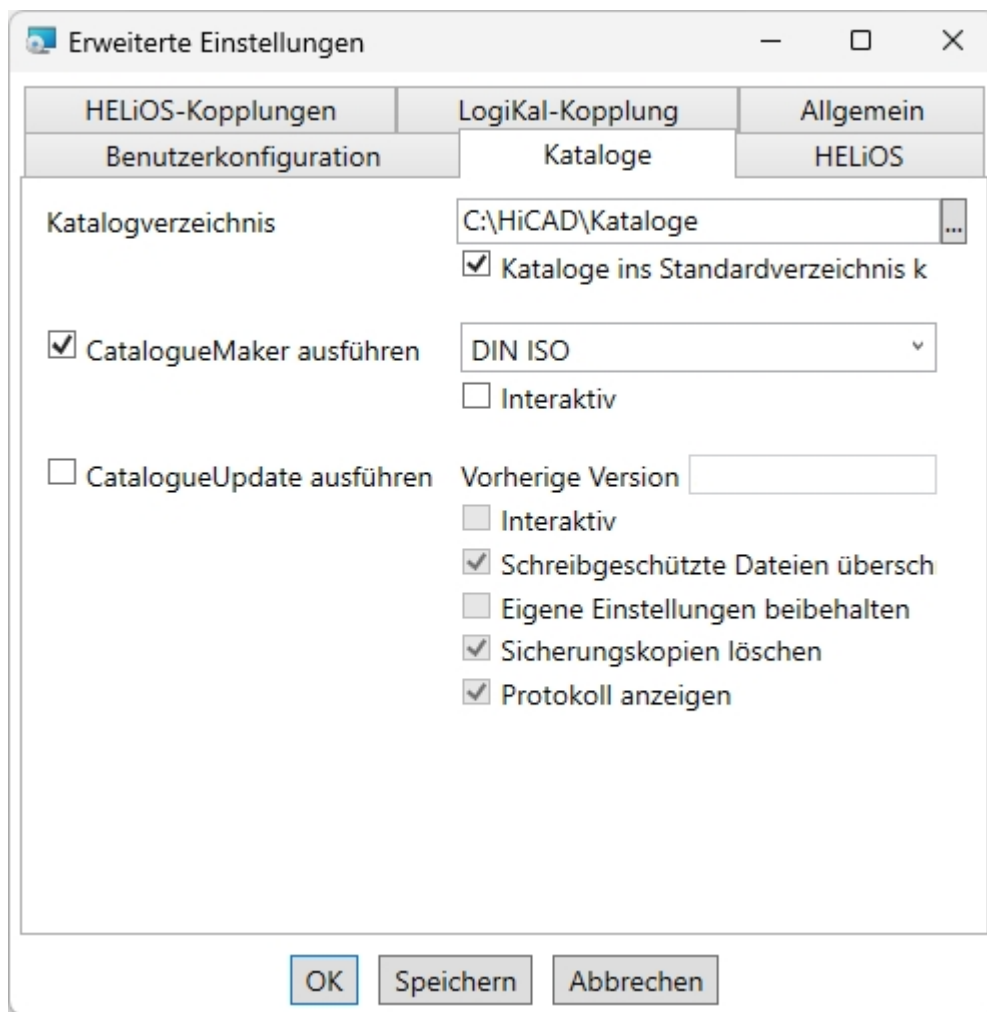 Erweiterte Einstellungen
HELiOS-Kopplungen LogiKal-Kopplung Allgemein
Benutzerkonfiguration Kataloge HELiOS
Katalogverzeichnis C:\HiCAD\Kataloge ...
Kataloge ins Standardverzeichnis k
CatalogueMaker ausführen DIN ISO
Interaktiv
CatalogueUpdate ausführen Vorherige Version
Interaktiv
Schreibgeschützte Dateien übersch
Eigene Einstellungen beibehalten
Sicherungskopien löschen
Protokoll anzeigen
OK Speichern Abbrechen